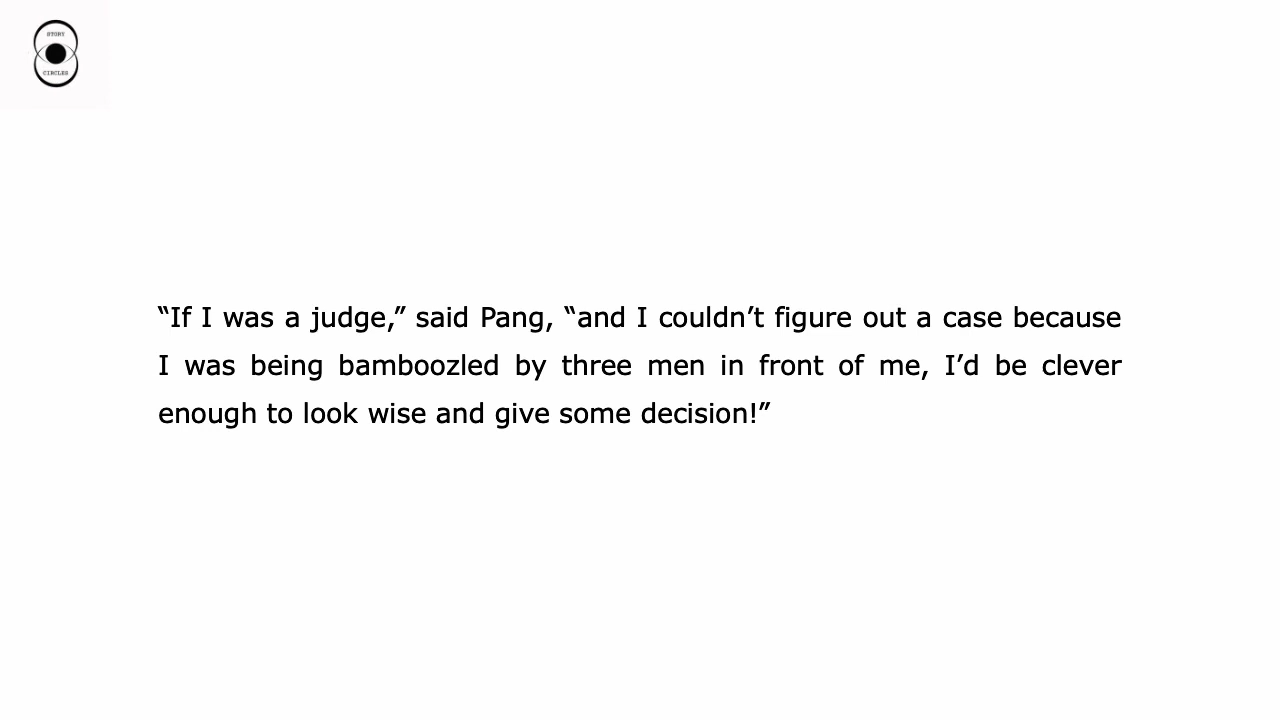 STORY
CIRCLES
“If I was a judge,” said Pang, “and I couldn’t figure out a case because
I was being bamboozled by three men in front of me, I’d be clever
enough to look wise and give some decision!”